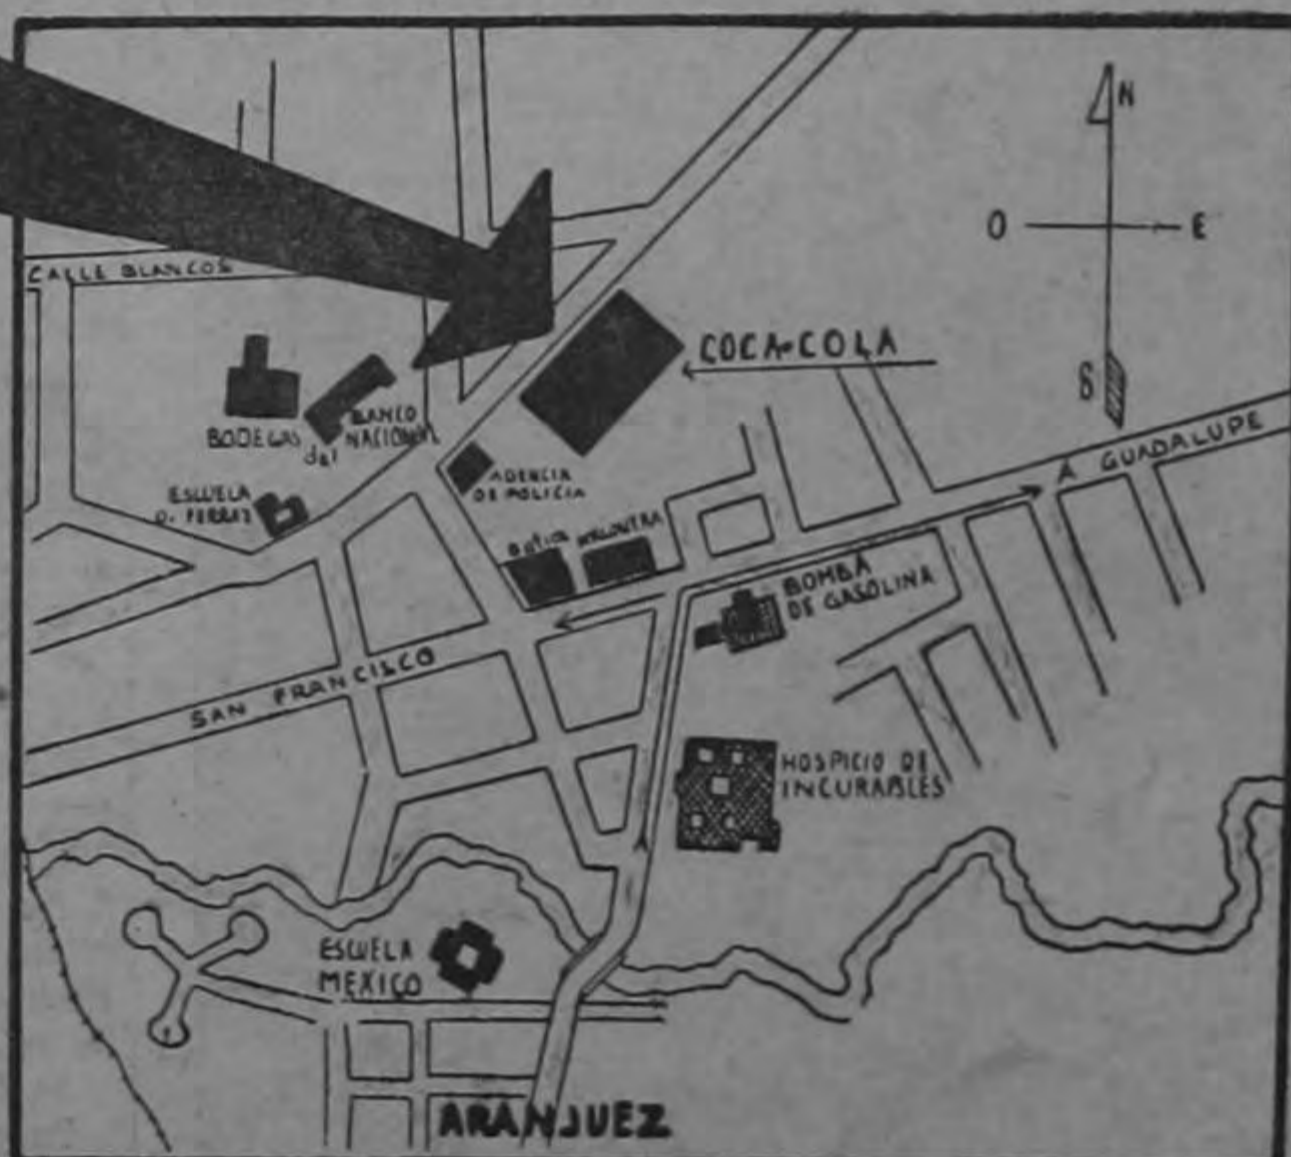 N
O E
S
CALLE BLANCOS
COCA-COLA
BODEGAS
del
BANCO
NACIONAL
A GUADALUPE
AGENCIA
DE POLICIA
ESCUELA
BOMBA
DE GASOLINA
SAN FRANCISCO
HOSPICIO DE
INCURABLES
ESCUELA
MEXICO
ARANJUEZ